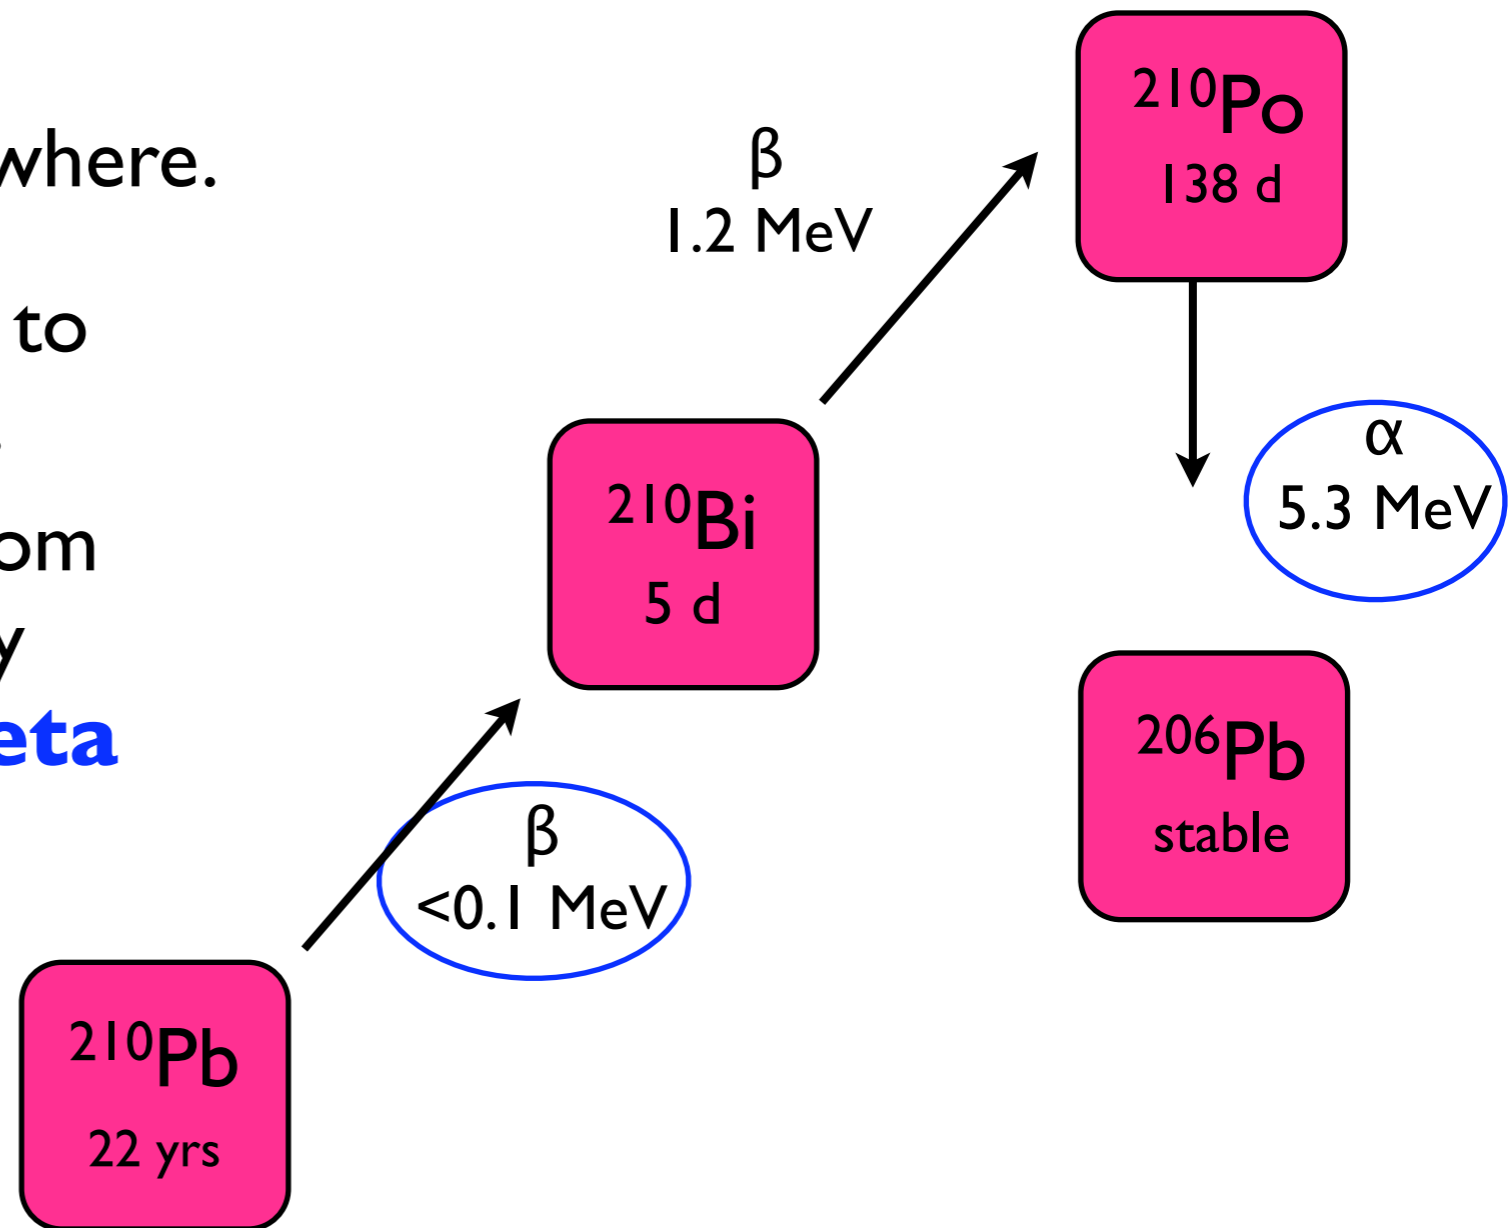 where.
to
om
y
eta
β
1.2 MeV
²¹⁰Po
138 d
α
5.3 MeV
²¹⁰Bi
5 d
β
<0.1 MeV
²⁰⁶Pb
stable
²¹⁰Pb
22 yrs